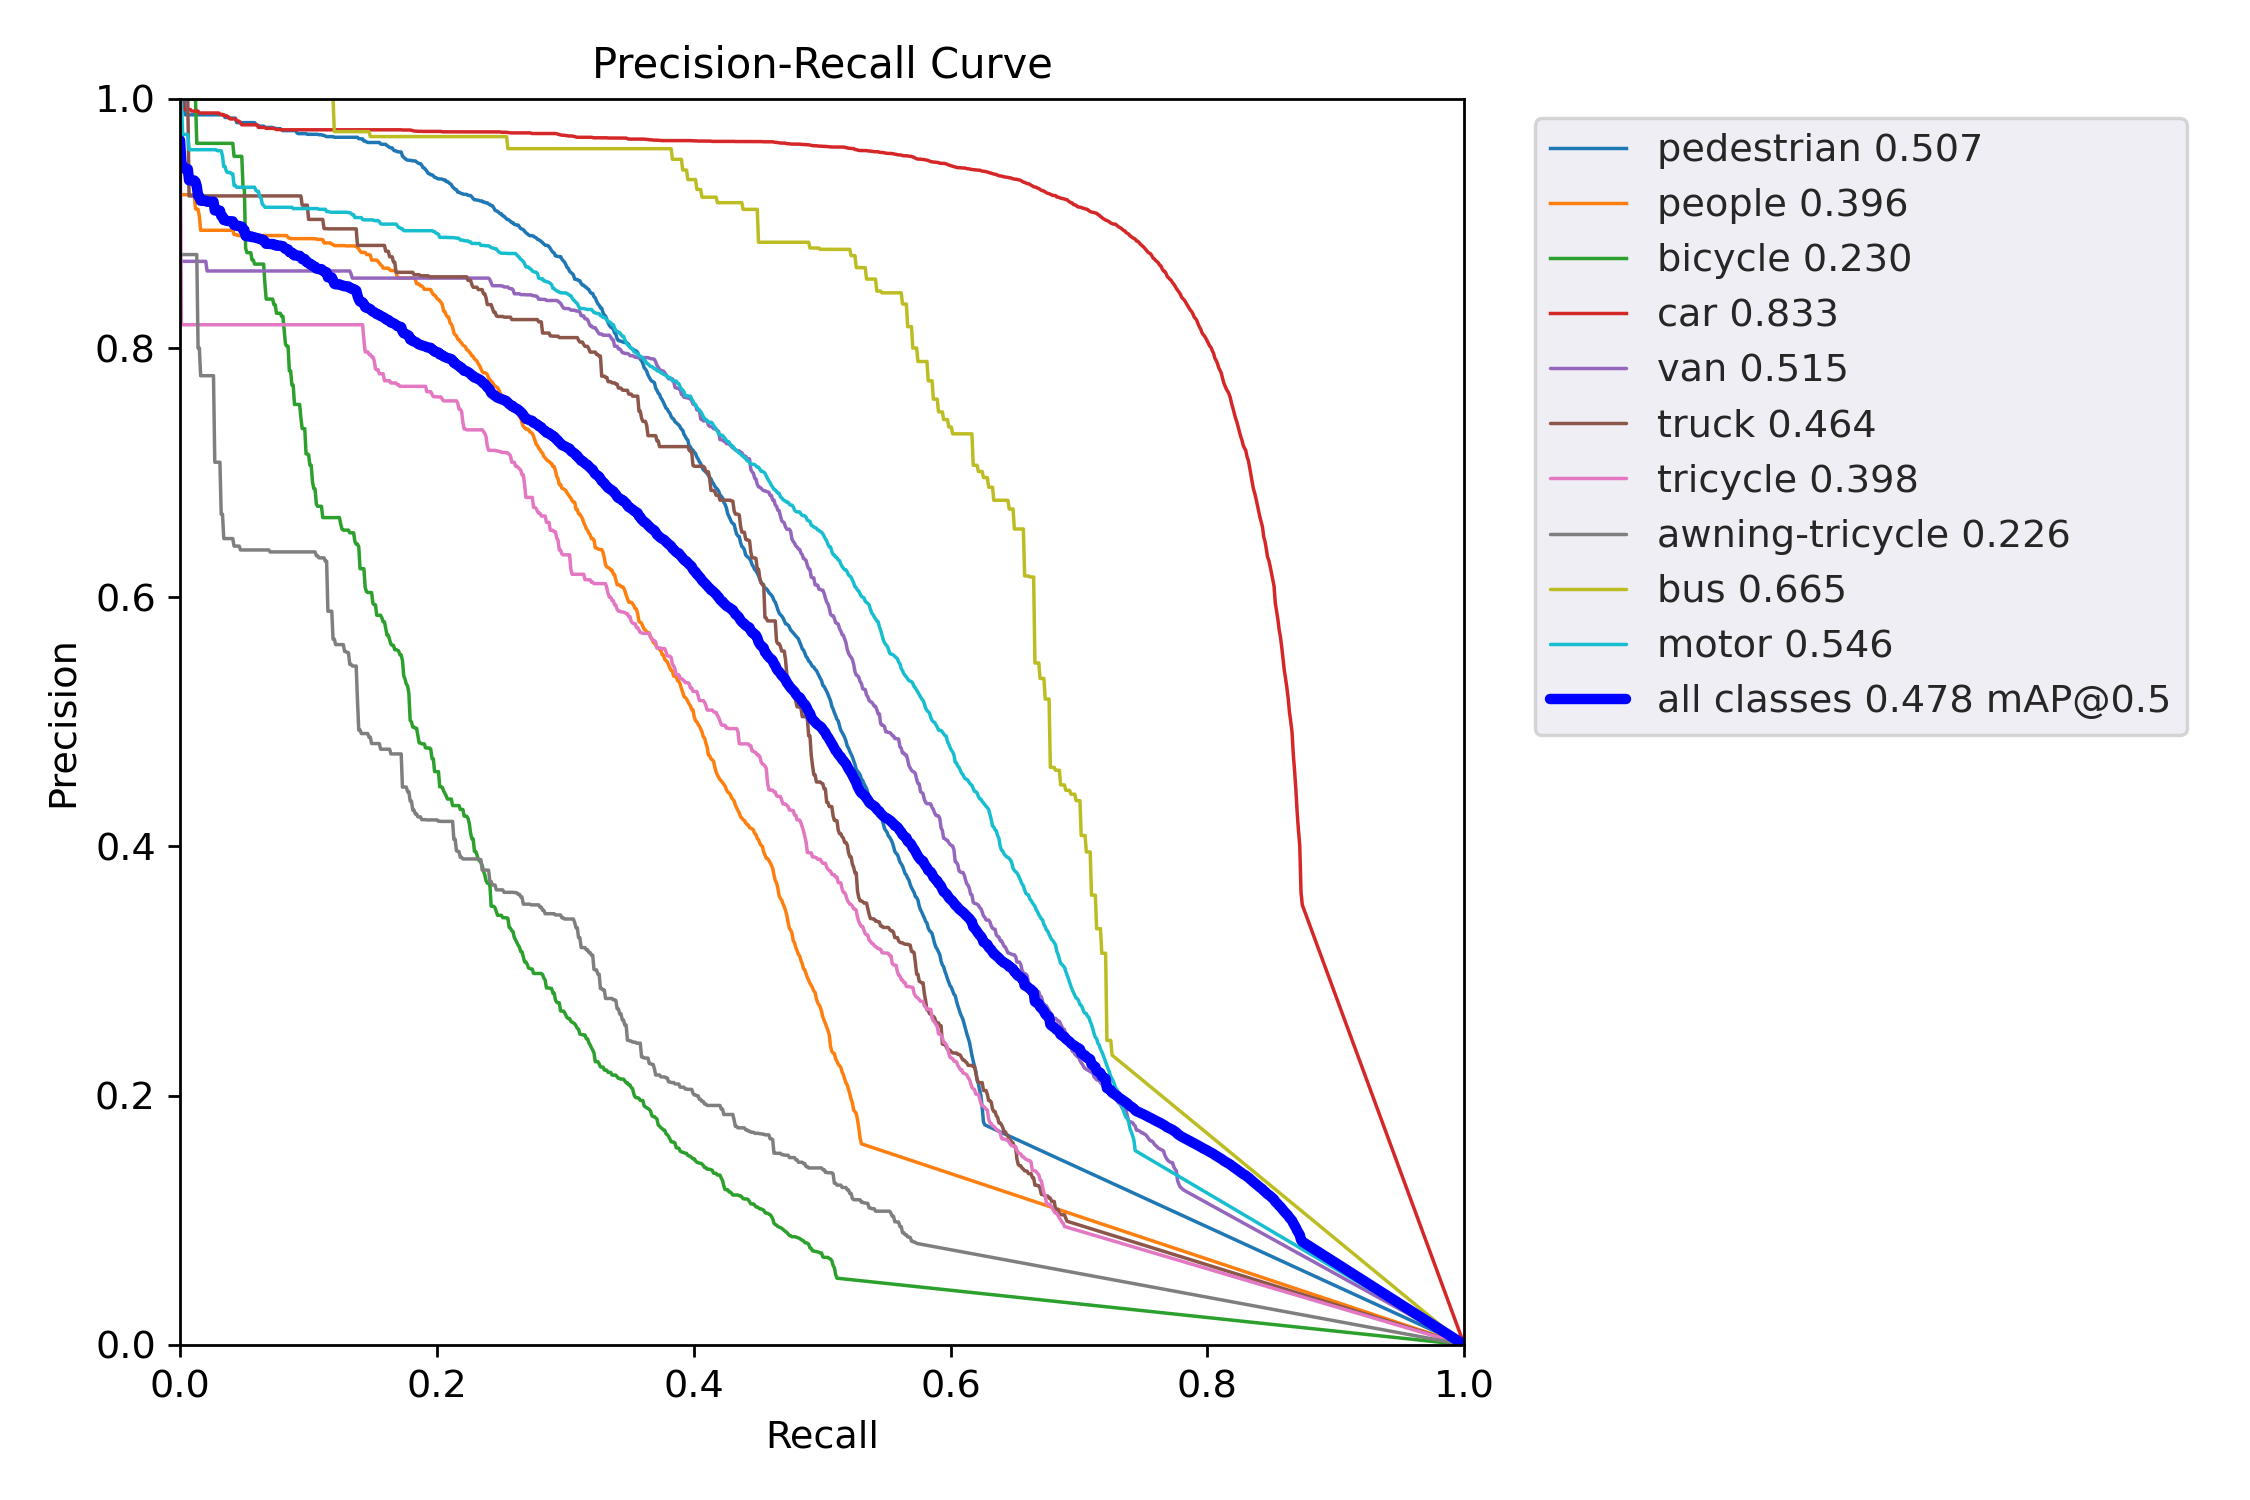 Precision-Recall Curve
1.0
0.8
0.6
0.4
0.2
0.0
Precision
0.0 0.2 0.4 0.6 0.8 1.0
Recall
pedestrian 0.507
people 0.396
bicycle 0.230
car 0.833
van 0.515
truck 0.464
tricycle 0.398
awning-tricycle 0.226
bus 0.665
motor 0.546
all classes 0.478 mAP@0.5